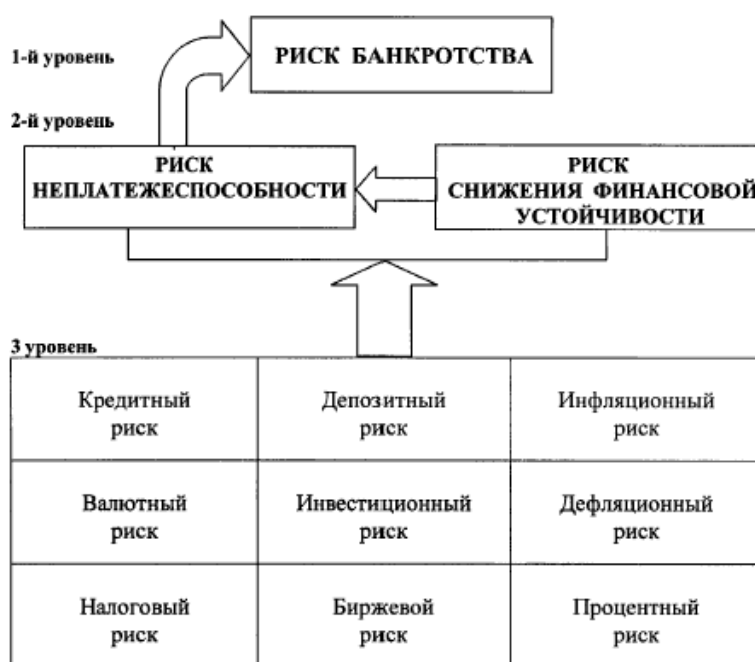 1-й уровень
РИСК БАНКРОТСТВА
2-й уровень
РИСК
НЕПЛАТЕЖЕСПОСОБНОСТИ
РИСК
СНИЖЕНИЯ ФИНАНСОВОЙ
УСТОЙЧИВОСТИ
3 уровень
Кредитный
риск
Депозитный
риск
Инфляционный
риск
Валютный
риск
Инвестиционный
риск
Дефляционный
риск
Налоговый
риск
Биржевой
риск
Процентный
риск